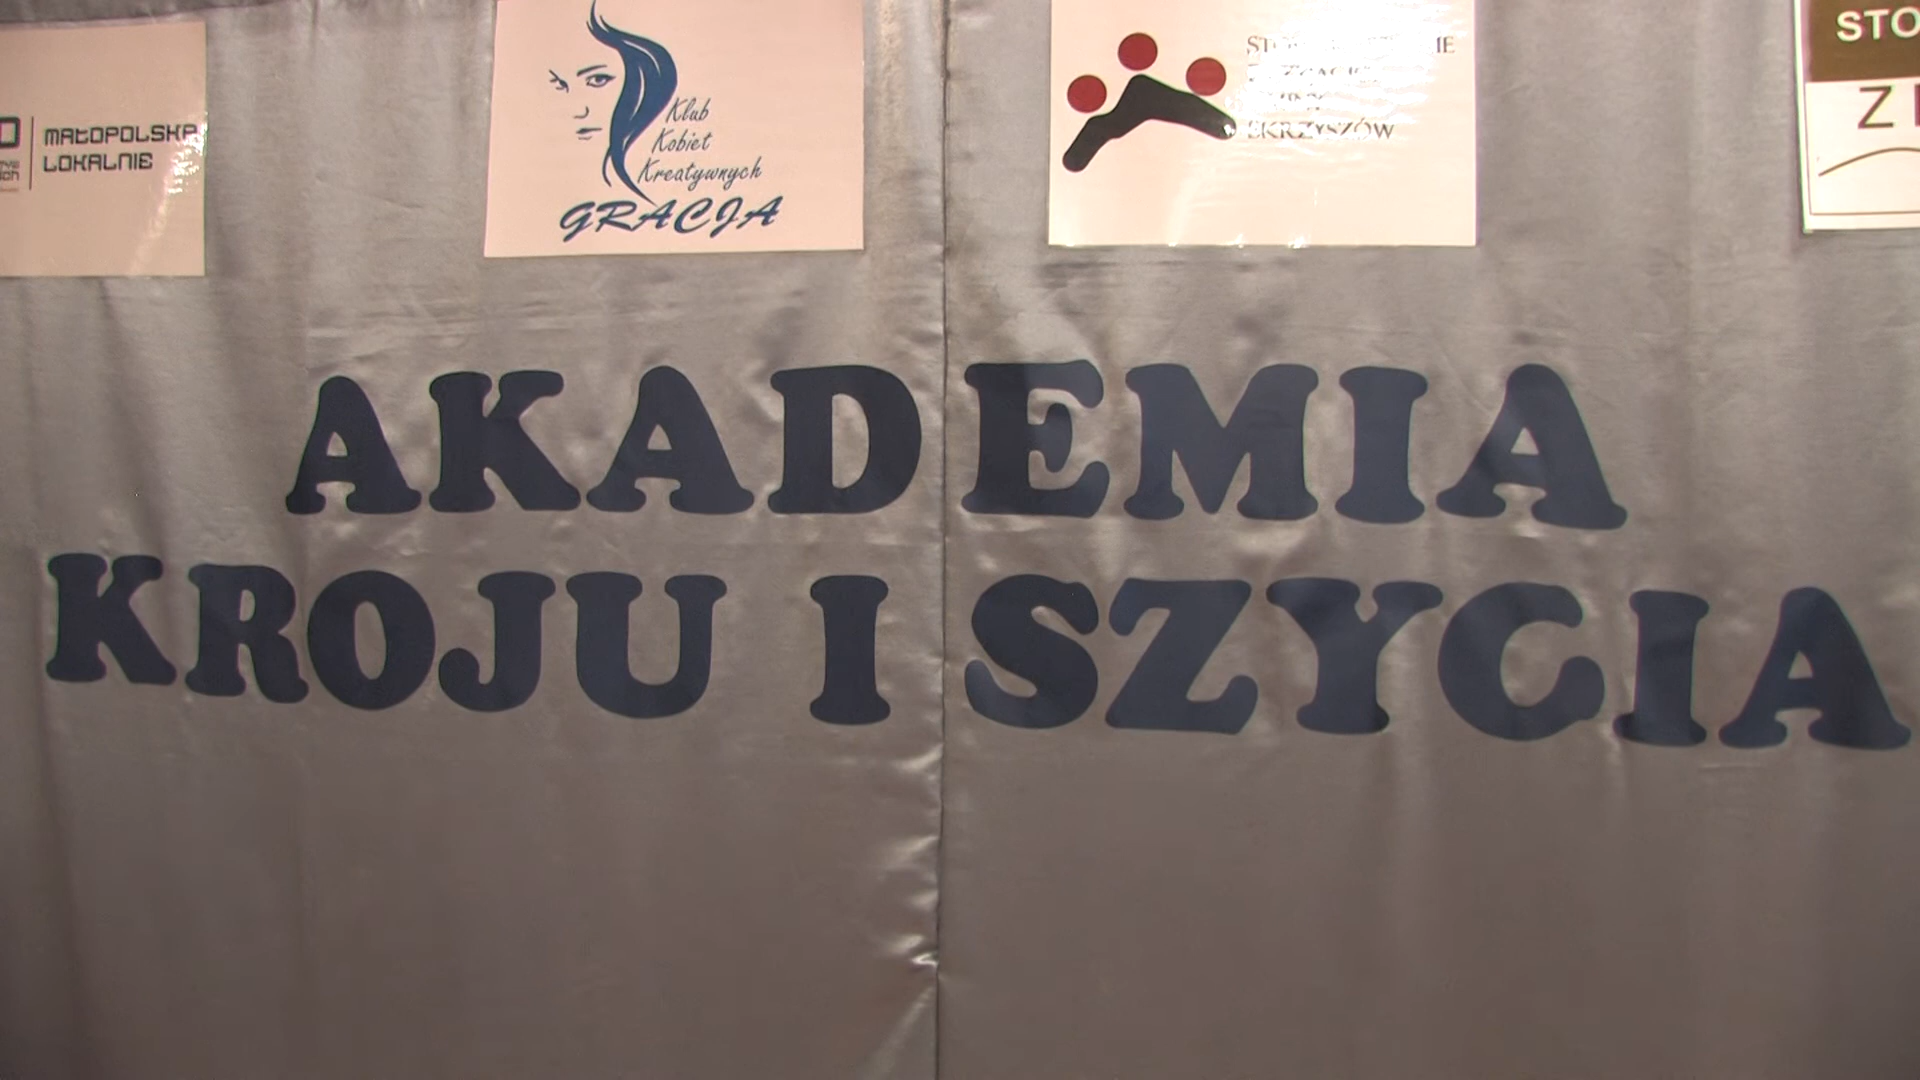 MAŁOPOLSKA
LOKALNIE
Klub
Kobiet
Kreatywnych
GRACJA
SKRZYSZÓW
STO
Z
AKADEMIA
KROJU I SZYCIA